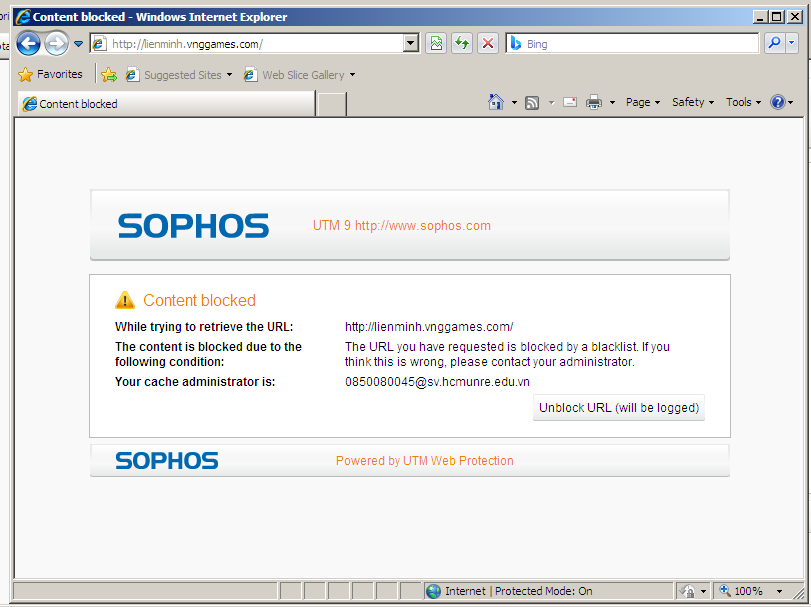 Content blocked - Windows Internet Explorer
http://lienminh.vnggames.com/
Bing
Favorites
Suggested Sites
Web Slice Gallery
Content blocked
Page
Safety
Tools
SOPHOS
UTM 9 http://www.sophos.com
Content blocked
While trying to retrieve the URL: http://lienminh.vnggames.com/
The content is blocked due to the The URL you have requested is blocked by a blacklist. If you
following condition: think this is wrong, please contact your administrator.
Your cache administrator is: 0850080045@sv.hcmunre.edu.vn
Unblock URL (will be logged)
SOPHOS
Powered by UTM Web Protection
Internet | Protected Mode: On
100%